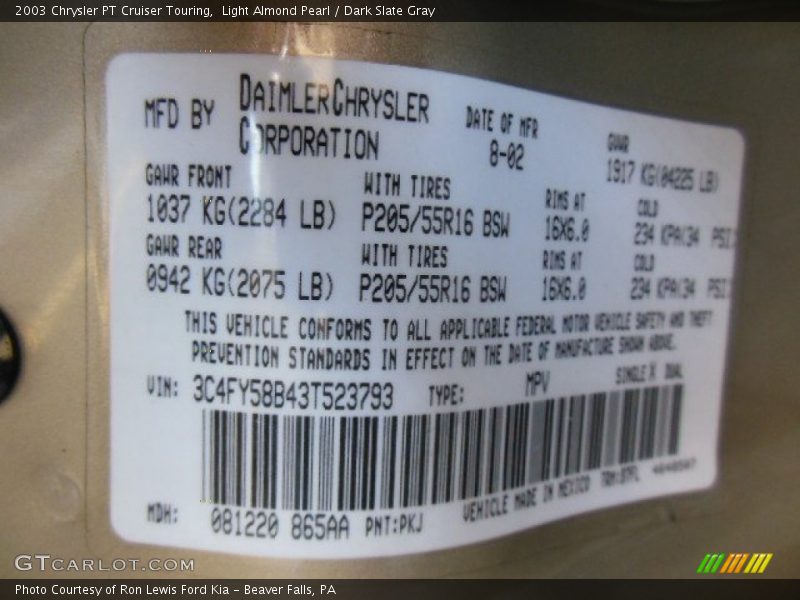 2003 Chrysler PT Cruiser Touring, Light Almond Pearl / Dark Slate Gray
MFD BY DAIMLERCHRYSLER CORPORATION
DATE OF MFR 8-02
GVWR 1917 KG(04225 LB)
GAWR FRONT WITH TIRES RIMS AT COLD
1037 KG(2284 LB) P205/55R16 BSW 16X6.0 234 KPA(34 PSI)
GAWR REAR WITH TIRES RIMS AT COLD
0942 KG(2075 LB) P205/55R16 BSW 16X6.0 234 KPA(34 PSI)
THIS VEHICLE CONFORMS TO ALL APPLICABLE FEDERAL MOTOR VEHICLE SAFETY AND THEFT
PREVENTION STANDARDS IN EFFECT ON THE DATE OF MANUFACTURE SHOWN ABOVE.
VIN: 3C4FY58B43T523793 TYPE: MPV SINGLE X DUAL
MDH: 081220 865AA PNT:PKJ VEHICLE MADE IN MEXICO
GTCARLOT.COM
Photo Courtesy of Ron Lewis Ford Kia – Beaver Falls, PA